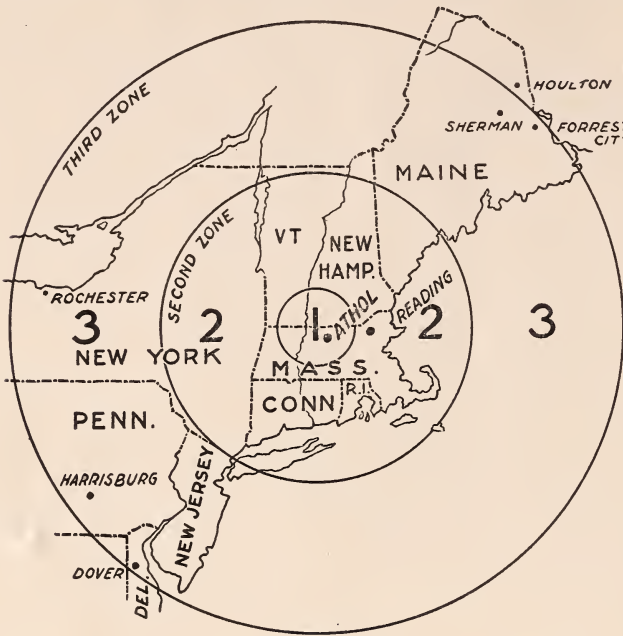 THIRD ZONE
HOULTON
SHERMAN
FORREST
CITY
MAINE
SECOND ZONE
VT
NEW
HAMP.
ROCHESTER
3
2
1
ATHOL
READING
2
3
NEW YORK
MASS.
CONN
R.I.
PENN.
HARRISBURG
NEW JERSEY
DOVER
DEL.